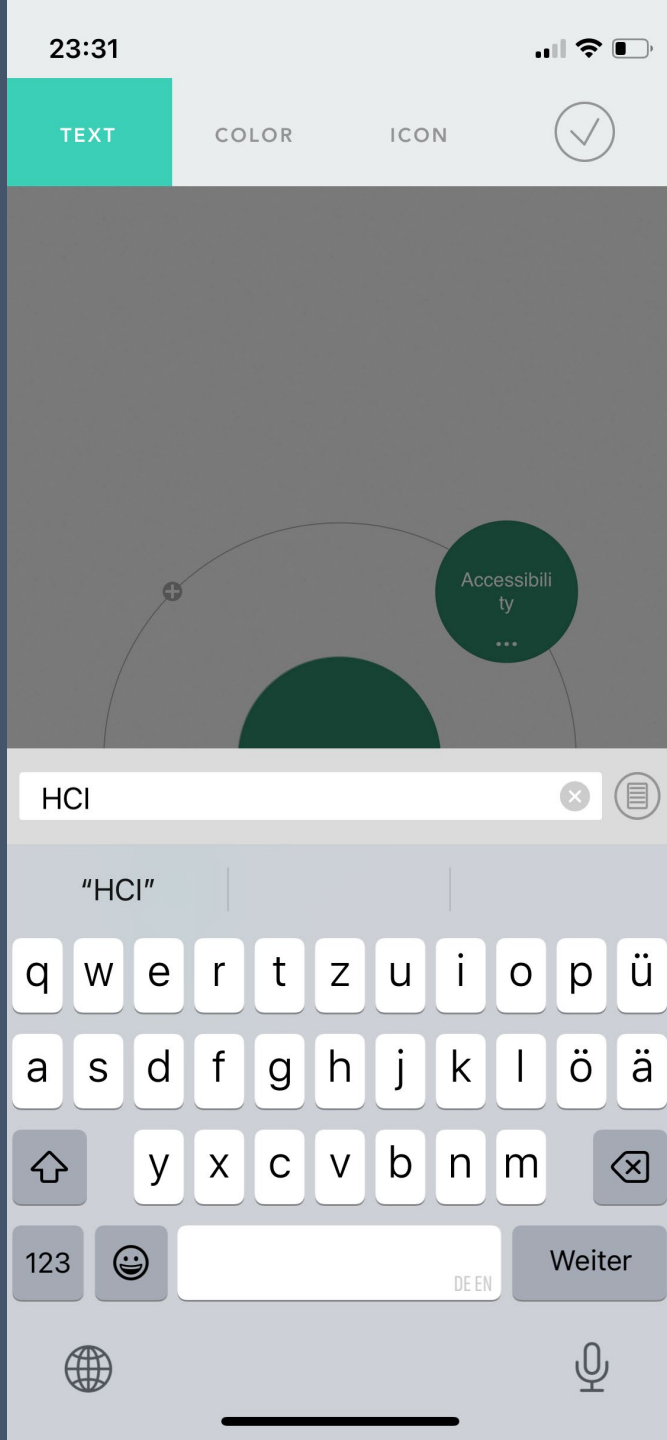 23:31
TEXT COLOR ICON
Accessibili
ty
HCI
“HCI”
q w e r t z u i o p ü
a s d f g h j k l ö ä
y x c v b n m
123 DE EN Weiter